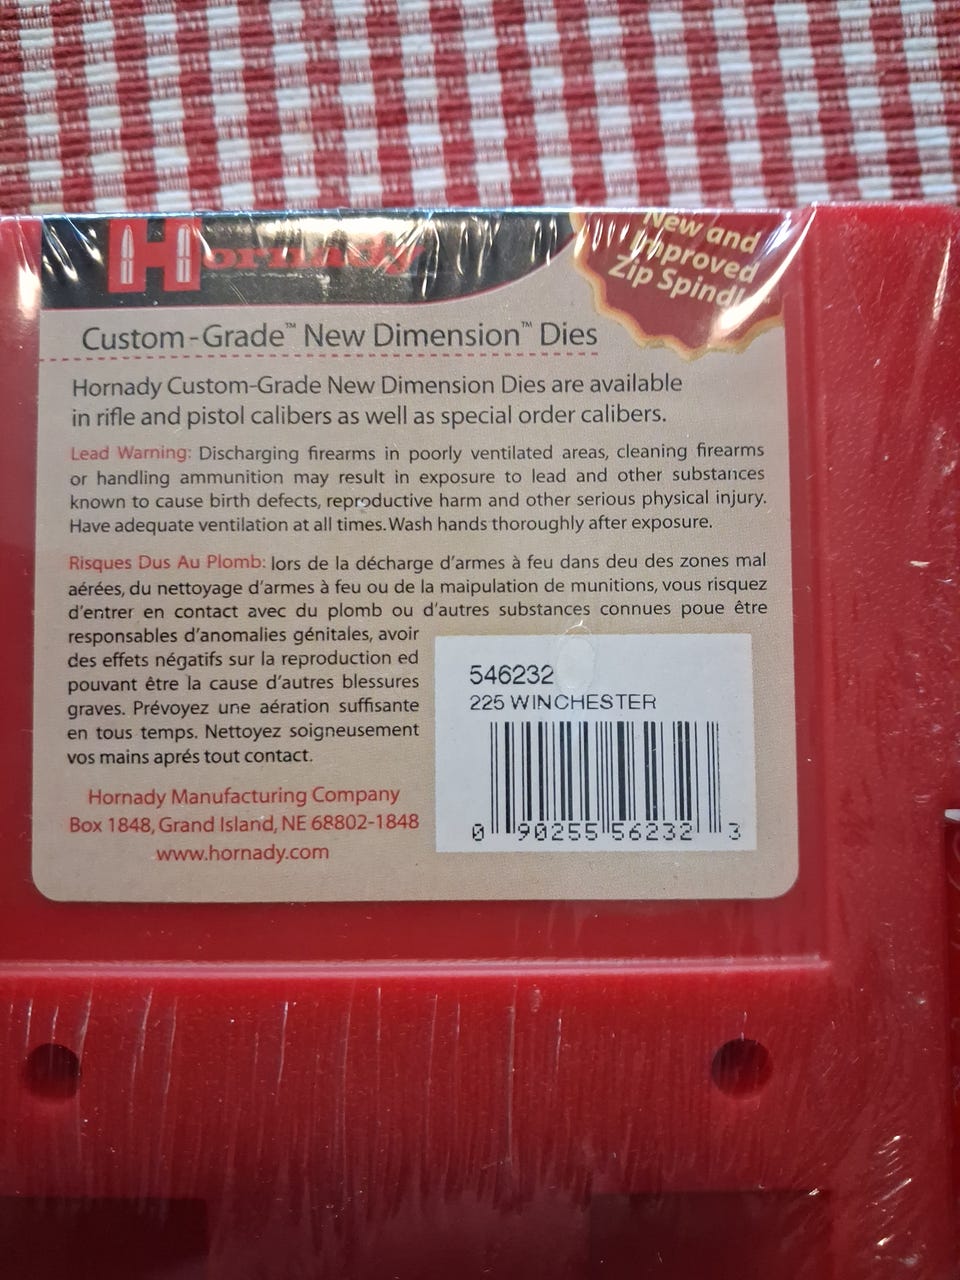 Hornady
New and
Improved
Zip Spindle
Custom-Grade™ New Dimension™ Dies
Hornady Custom-Grade New Dimension Dies are available
in rifle and pistol calibers as well as special order calibers.
Lead Warning: Discharging firearms in poorly ventilated areas, cleaning firearms
or handling ammunition may result in exposure to lead and other substances
known to cause birth defects, reproductive harm and other serious physical injury.
Have adequate ventilation at all times. Wash hands thoroughly after exposure.
Risques Dus Au Plomb: lors de la décharge d'armes à feu dans deu des zones mal
aérées, du nettoyage d'armes à feu ou de la maipulation de munitions, vous risquez
d'entrer en contact avec du plomb ou d'autres substances connues poue être
responsables d'anomalies génitales, avoir
des effets négatifs sur la reproduction ed
pouvant être la cause d'autres blessures
graves. Prévoyez une aération suffisante
en tous temps. Nettoyez soigneusement
vos mains aprés tout contact.
Hornady Manufacturing Company
Box 1848, Grand Island, NE 68802-1848
www.hornady.com
546232
225 WINCHESTER
0 90255 56232 3